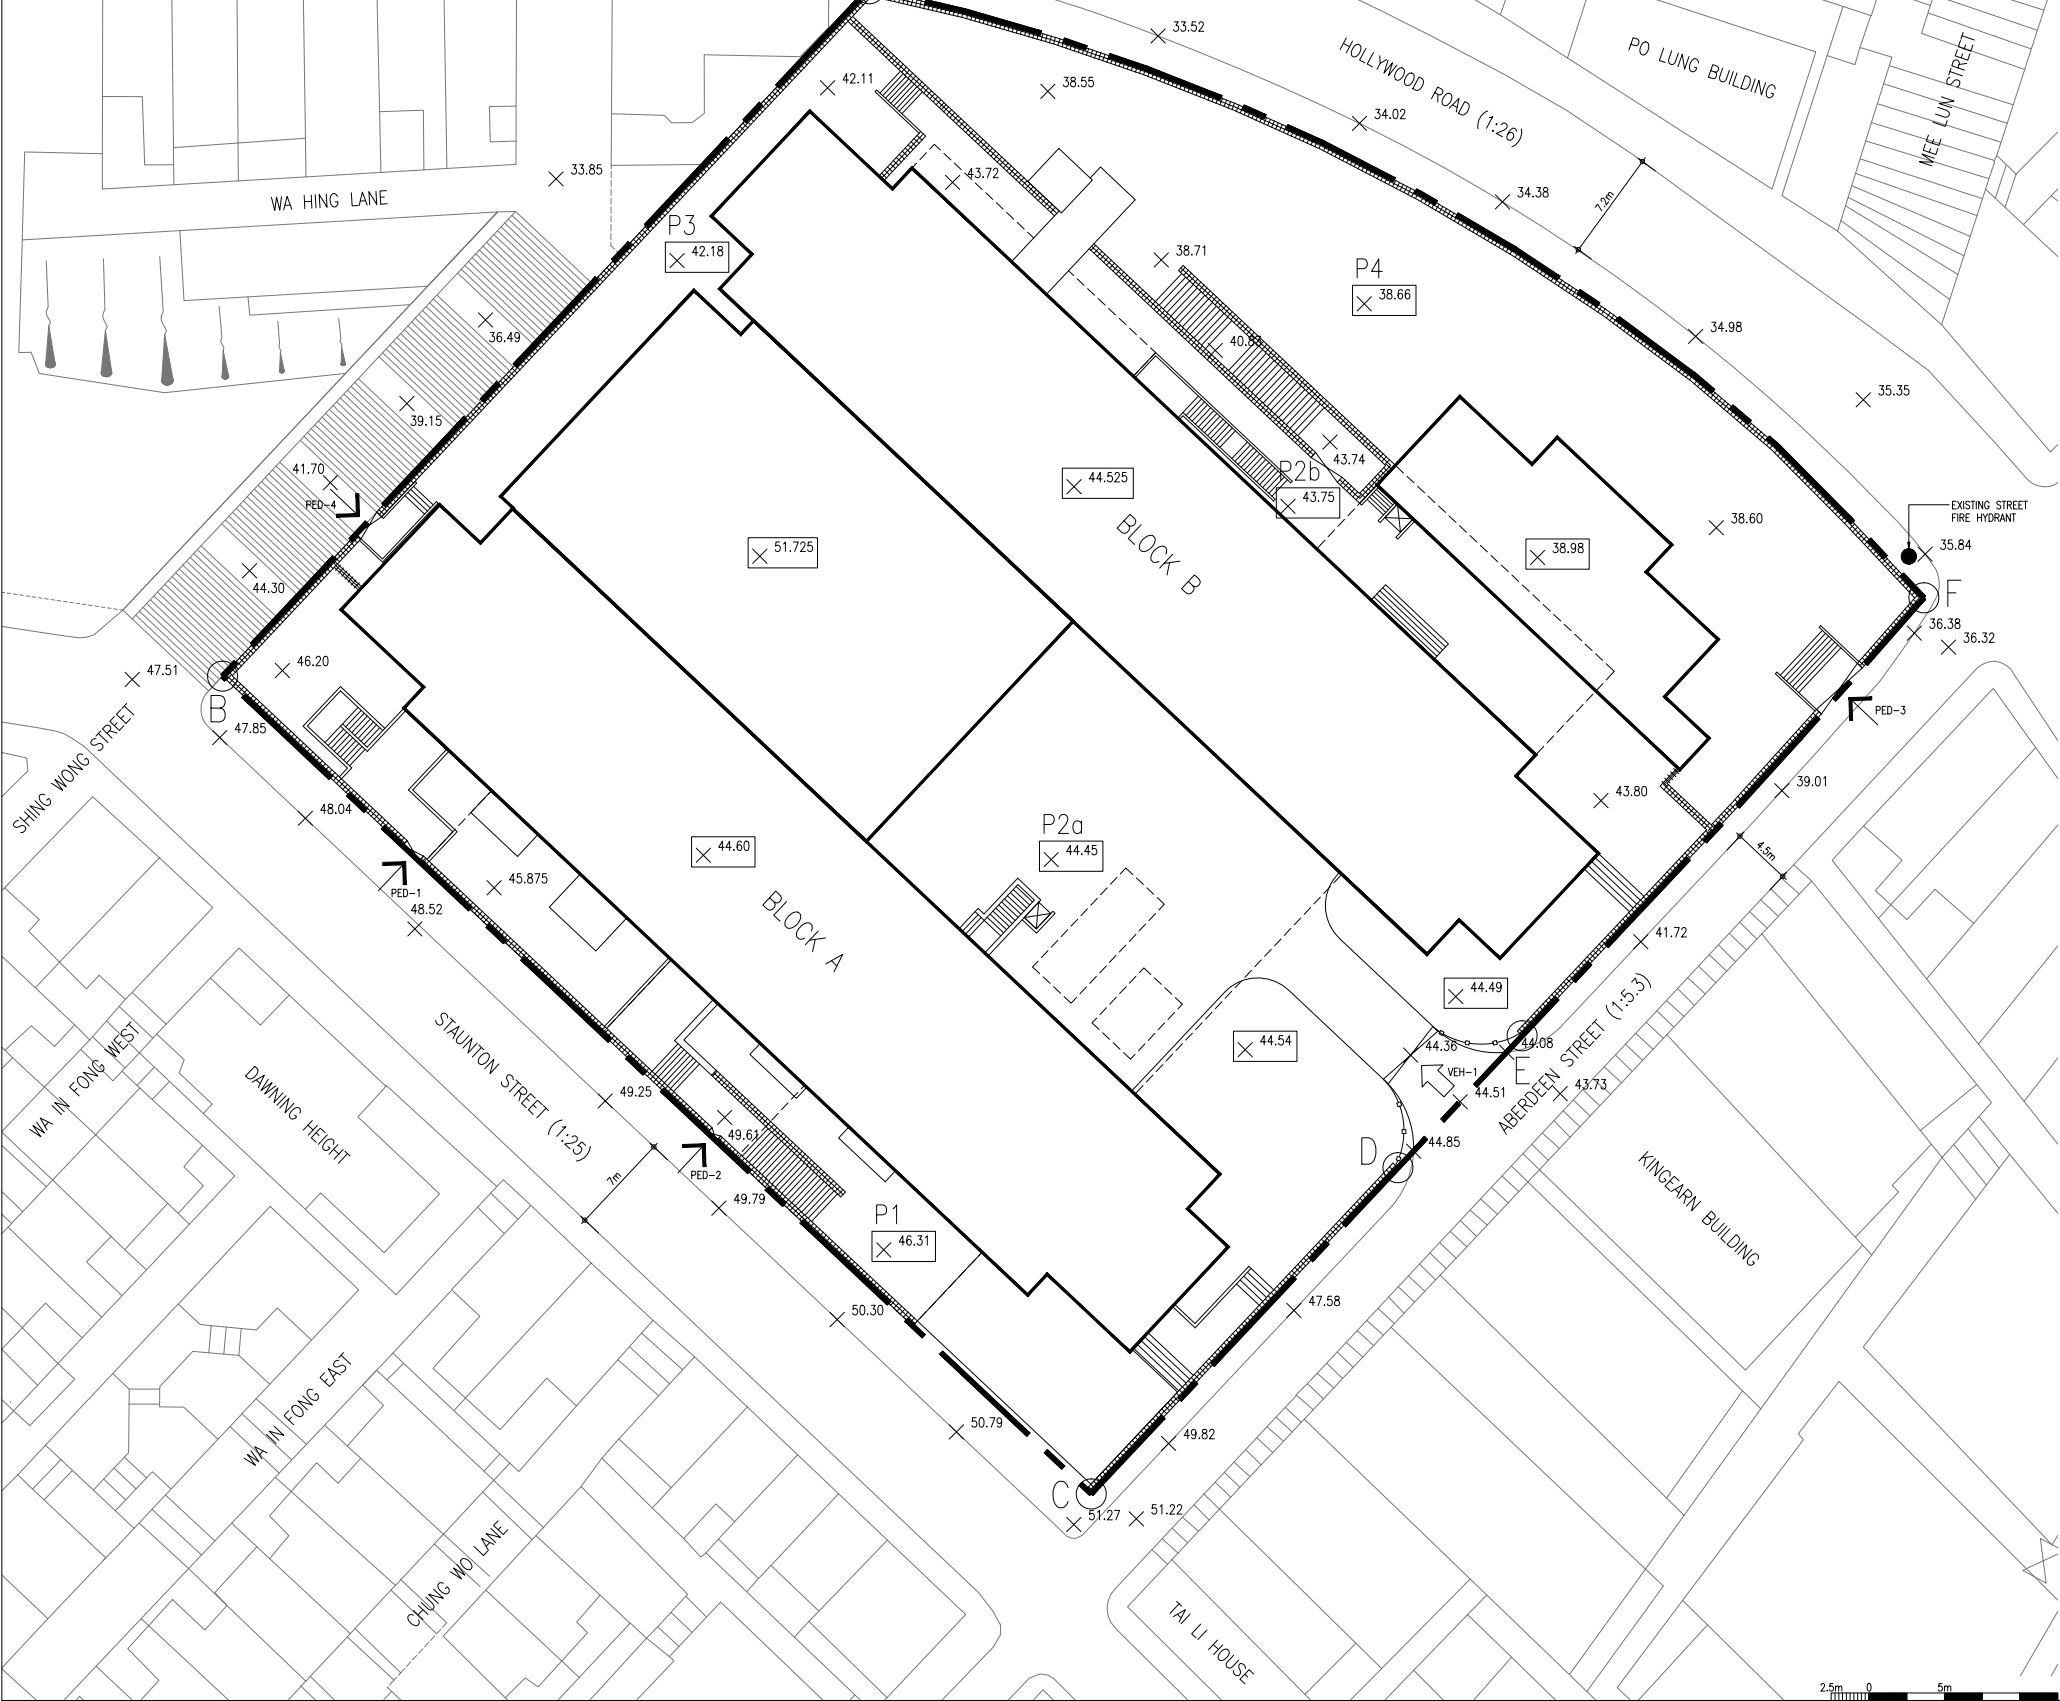 33.52
HOLLYWOOD ROAD (1:26)
PO LUNG BUILDING
MEE LUN STREET
42.11
38.55
34.02
33.85
43.72
34.38
7.2m
WA HING LANE
P3
42.18
38.71
P4
38.66
36.49
34.98
35.35
39.15
43.74
41.70
PED-4
44.525
P2b
43.75
BLOCK B
51.725
38.98
38.60
EXISTING STREET
FIRE HYDRANT
35.84
F
36.38
36.32
44.30
46.20
47.51
B
47.85
SHING WONG STREET
PED-3
39.01
43.80
48.04
44.60
P2a
44.45
4.5m
PED-1
45.875
48.52
BLOCK A
41.72
44.49
44.54
44.36
44.08
E
VEH-1
44.51
43.73
ABERDEEN STREET (1:5.3)
WA IN FONG WEST
DAWNING HEIGHT
STAUNTON STREET (1:25)
49.25
49.61
PED-2
7m
49.79
D
44.85
KINGEARN BUILDING
P1
46.31
50.30
47.58
WA IN FONG EAST
50.79
49.82
C
51.27
51.22
CHUNG WO LANE
TAI LI HOUSE
2.5m 0 5m